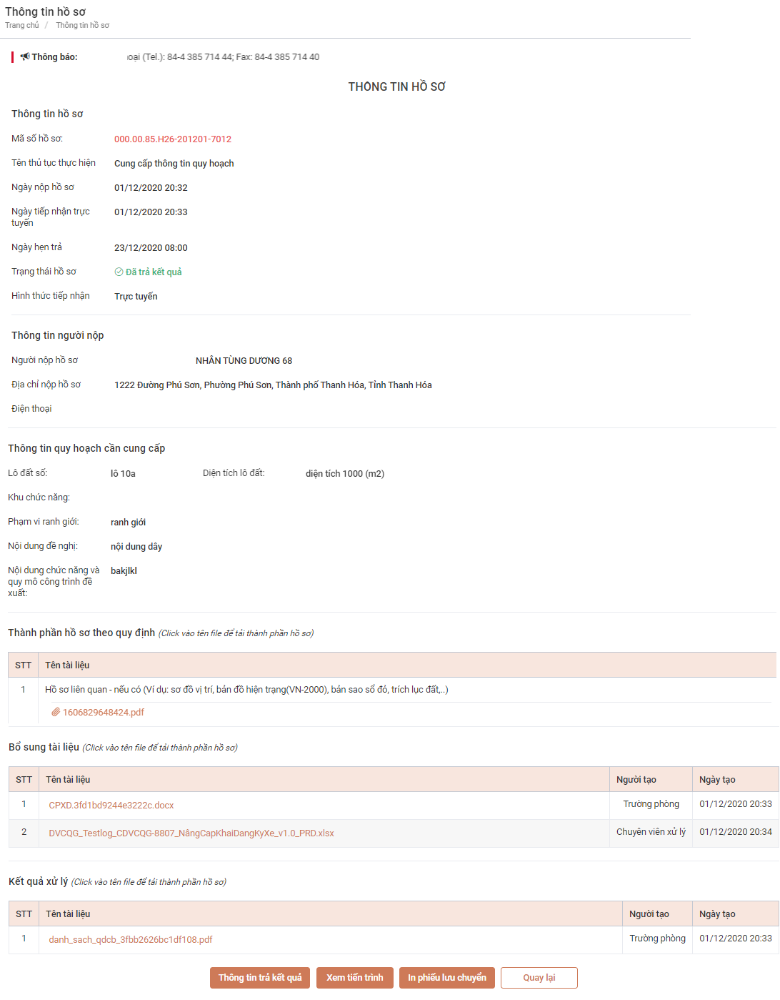 Thông tin hồ sơ
Trang chủ / Thông tin hồ sơ
Thông báo: oại (Tel.): 84-4 385 714 44; Fax: 84-4 385 714 40
THÔNG TIN HỒ SƠ
Thông tin hồ sơ
Mã số hồ sơ: 000.00.85.H26-201201-7012
Tên thủ tục thực hiện Cung cấp thông tin quy hoạch
Ngày nộp hồ sơ 01/12/2020 20:32
Ngày tiếp nhận trực 01/12/2020 20:33
tuyến
Ngày hẹn trả 23/12/2020 08:00
Trạng thái hồ sơ Đã trả kết quả
Hình thức tiếp nhận Trực tuyến
Thông tin người nộp
Người nộp hồ sơ NHÂN TÙNG DƯƠNG 68
Địa chỉ nộp hồ sơ 1222 Đường Phú Sơn, Phường Phú Sơn, Thành phố Thanh Hóa, Tỉnh Thanh Hóa
Điện thoại
Thông tin quy hoạch cần cung cấp
Lô đất số: lô 10a Diện tích lô đất: diện tích 1000 (m2)
Khu chức năng:
Phạm vi ranh giới: ranh giới
Nội dung đề nghị: nội dung dây
Nội dung chức năng và bakjlkl
quy mô công trình đề
xuất:
Thành phần hồ sơ theo quy định (Click vào tên file để tải thành phần hồ sơ)
STT Tên tài liệu
1 Hồ sơ liên quan - nếu có (Ví dụ: sơ đồ vị trí, bản đồ hiện trạng(VN-2000), bản sao sổ đỏ, trích lục đất,..)
1606829648424.pdf
Bổ sung tài liệu (Click vào tên file để tải thành phần hồ sơ)
STT Tên tài liệu Người tạo Ngày tạo
1 CPXD.3fd1bd9244e3222c.docx Trường phòng 01/12/2020 20:33
2 DVCQG_Testlog_CDVCQG-8807_NângCapKhaiDangKyXe_v1.0_PRD.xlsx Chuyên viên xử lý 01/12/2020 20:34
Kết quả xử lý (Click vào tên file để tải thành phần hồ sơ)
STT Tên tài liệu Người tạo Ngày tạo
1 danh_sach_qdcb_3fbb2626bc1df108.pdf Trường phòng 01/12/2020 20:33
Thông tin trả kết quả Xem tiến trình In phiếu lưu chuyển Quay lại